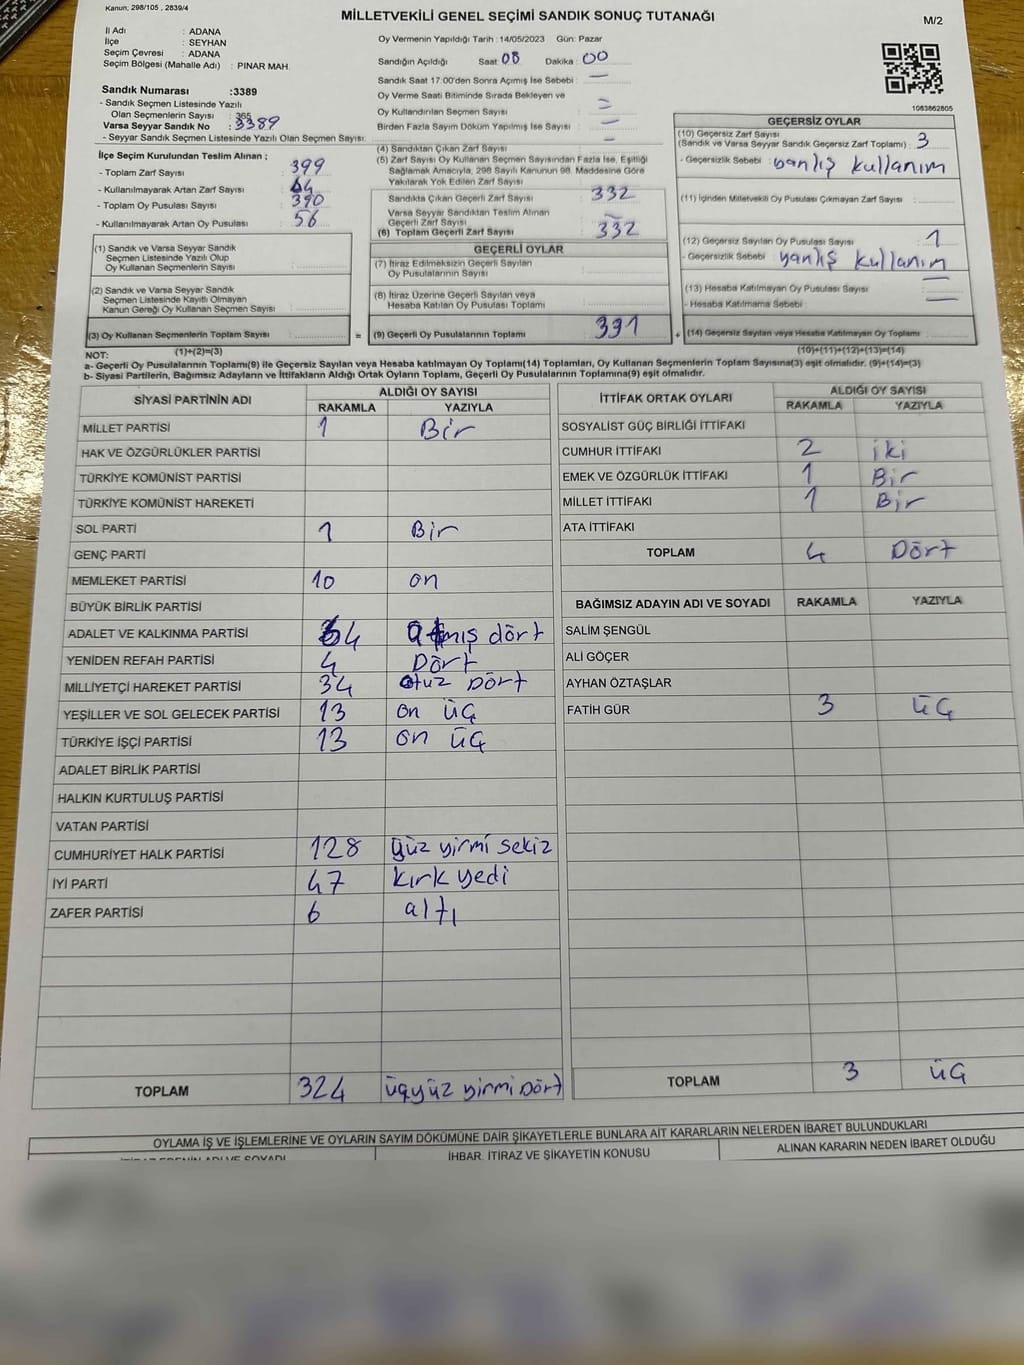 Kanun; 298/105 , 2839/4
MİLLETVEKİLİ GENEL SEÇİMİ SANDIK SONUÇ TUTANAĞI
M/2
İl Adı : ADANA
İlçe : SEYHAN
Seçim Çevresi : ADANA
Seçim Bölgesi (Mahalle Adı) : PINAR MAH.
Sandık Numarası :3389
- Sandık Seçmen Listesinde Yazılı
Olan Seçmenlerin Sayısı : 365
Varsa Seyyar Sandık No : 3389
- Seyyar Sandık Seçmen Listesinde Yazılı Olan Seçmen Sayısı:
İlçe Seçim Kurulundan Teslim Alınan ;
- Toplam Zarf Sayısı : 399
- Kullanılmayarak Artan Zarf Sayısı : 64
- Toplam Oy Pusulası Sayısı : 390
- Kullanılmayarak Artan Oy Pusulası : 56
Oy Vermenin Yapıldığı Tarih :14/05/2023 Gün: Pazar
Sandığın Açıldığı Saat: 08 Dakika : 00
Sandık Saat 17:00'den Sonra Açımış İse Sebebi : —
Oy Verme Saati Bitiminde Sırada Bekleyen ve
Oy Kullandırılan Seçmen Sayısı : =
Birden Fazla Sayım Döküm Yapılmış İse Sayısı : —
(4) Sandıktan Çıkan Zarf Sayısı : —
(5) Zarf Sayısı Oy Kullanan Seçmen Sayısından Fazla İse, Eşitliği
Sağlamak Amacıyla, 298 Sayılı Kanunun 98. Maddesine Göre
Yakılarak Yok Edilen Zarf Sayısı :
Sandıkta Çıkan Geçerli Zarf Sayısı : 332
Varsa Seyyar Sandıktan Teslim Alınan
Geçerli Zarf Sayısı : —
(6) Toplam Geçerli Zarf Sayısı : 332
1083862805
GEÇERSİZ OYLAR
(10) Geçersiz Zarf Sayısı
(Sandık ve Varsa Seyyar Sandık Geçersiz Zarf Toplamı) : 3
- Geçersizlik Sebebi : yanlış kullanım
(11) İçinden Milletvekili Oy Pusulası Çıkmayan Zarf Sayısı:
(12) Geçersiz Sayılan Oy Pusulası Sayısı : 1
- Geçersizlik Sebebi : yanlış kullanım
(13) Hesaba Katılmayan Oy Pusulası Sayısı : —
- Hesaba Katılmama Sebebi : —
(14) Geçersiz Sayılan veya Hesaba Katılmayan Oy Toplamı :
(10)+(11)+(12)+(13)=(14)
(1) Sandık ve Varsa Seyyar Sandık
Seçmen Listesinde Yazılı Olup
Oy Kullanan Seçmenlerin Sayısı :
(2) Sandık ve Varsa Seyyar Sandık
Seçmen Listesinde Kayıtlı Olmayan
Kanun Gereği Oy Kullanan Seçmen Sayısı :
(3) Oy Kullanan Seçmenlerin Toplam Sayısı :
(1)+(2)=(3)
GEÇERLİ OYLAR
(7) İtiraz Edilmeksizin Geçerli Sayılan
Oy Pusulalarının Sayısı :
(8) İtiraz Üzerine Geçerli Sayılan veya
Hesaba Katılan Oy Pusulası Toplamı :
= (9) Geçerli Oy Pusulalarının Toplamı : 331 +
NOT:
a- Geçerli Oy Pusulalarının Toplamı(9) ile Geçersiz Sayılan veya Hesaba katılmayan Oy Toplamı(14) Toplamları, Oy Kullanan Seçmenlerin Toplam Sayısına(3) eşit olmalıdır. (9)+(14)=(3)
b- Siyasi Partilerin, Bağımsız Adayların ve İttifakların Aldığı Ortak Oyların Toplamı, Geçerli Oy Pusulalarının Toplamına(9) eşit olmalıdır.
SİYASİ PARTİNİN ADI
ALDIĞI OY SAYISI
RAKAMLA YAZIYLA
MİLLET PARTİSİ 1 Bir
HAK VE ÖZGÜRLÜKLER PARTİSİ
TÜRKİYE KOMÜNİST PARTİSİ
TÜRKİYE KOMÜNİST HAREKETİ
SOL PARTİ 1 Bir
GENÇ PARTİ
MEMLEKET PARTİSİ 10 on
BÜYÜK BİRLİK PARTİSİ
ADALET VE KALKINMA PARTİSİ 64 atmış dört
YENİDEN REFAH PARTİSİ 4 Dört
MİLLİYETÇİ HAREKET PARTİSİ 34 otuz Dört
YEŞİLLER VE SOL GELECEK PARTİSİ 13 on üç
TÜRKİYE İŞÇİ PARTİSİ 13 on üç
ADALET BİRLİK PARTİSİ
HALKIN KURTULUŞ PARTİSİ
VATAN PARTİSİ
CUMHURİYET HALK PARTİSİ 128 yüz yirmi sekiz
İYİ PARTİ 47 kırk yedi
ZAFER PARTİSİ 6 altı
TOPLAM 324 üçyüz yirmi Dört
İTTİFAK ORTAK OYLARI
ALDIĞI OY SAYISI
RAKAMLA YAZIYLA
SOSYALİST GÜÇ BİRLİĞİ İTTİFAKI
CUMHUR İTTİFAKI 2 iki
EMEK VE ÖZGÜRLÜK İTTİFAKI 1 Bir
MİLLET İTTİFAKI 1 Bir
ATA İTTİFAKI
TOPLAM 4 Dört
BAĞIMSIZ ADAYIN ADI VE SOYADI RAKAMLA YAZIYLA
SALİM ŞENGÜL
ALİ GÖÇER
AYHAN ÖZTAŞLAR
FATİH GÜR 3 üç
TOPLAM 3 üç
OYLAMA İŞ VE İŞLEMLERİNE VE OYLARIN SAYIM DÖKÜMÜNE DAİR ŞİKAYETLERLE BUNLARA AİT KARARLARIN NELERDEN İBARET BULUNDUKLARI
İTİRAZ EDENİN ADI VE SOYADI
İHBAR, İTİRAZ VE ŞİKAYETİN KONUSU
ALINAN KARARIN NEDEN İBARET OLDUĞU